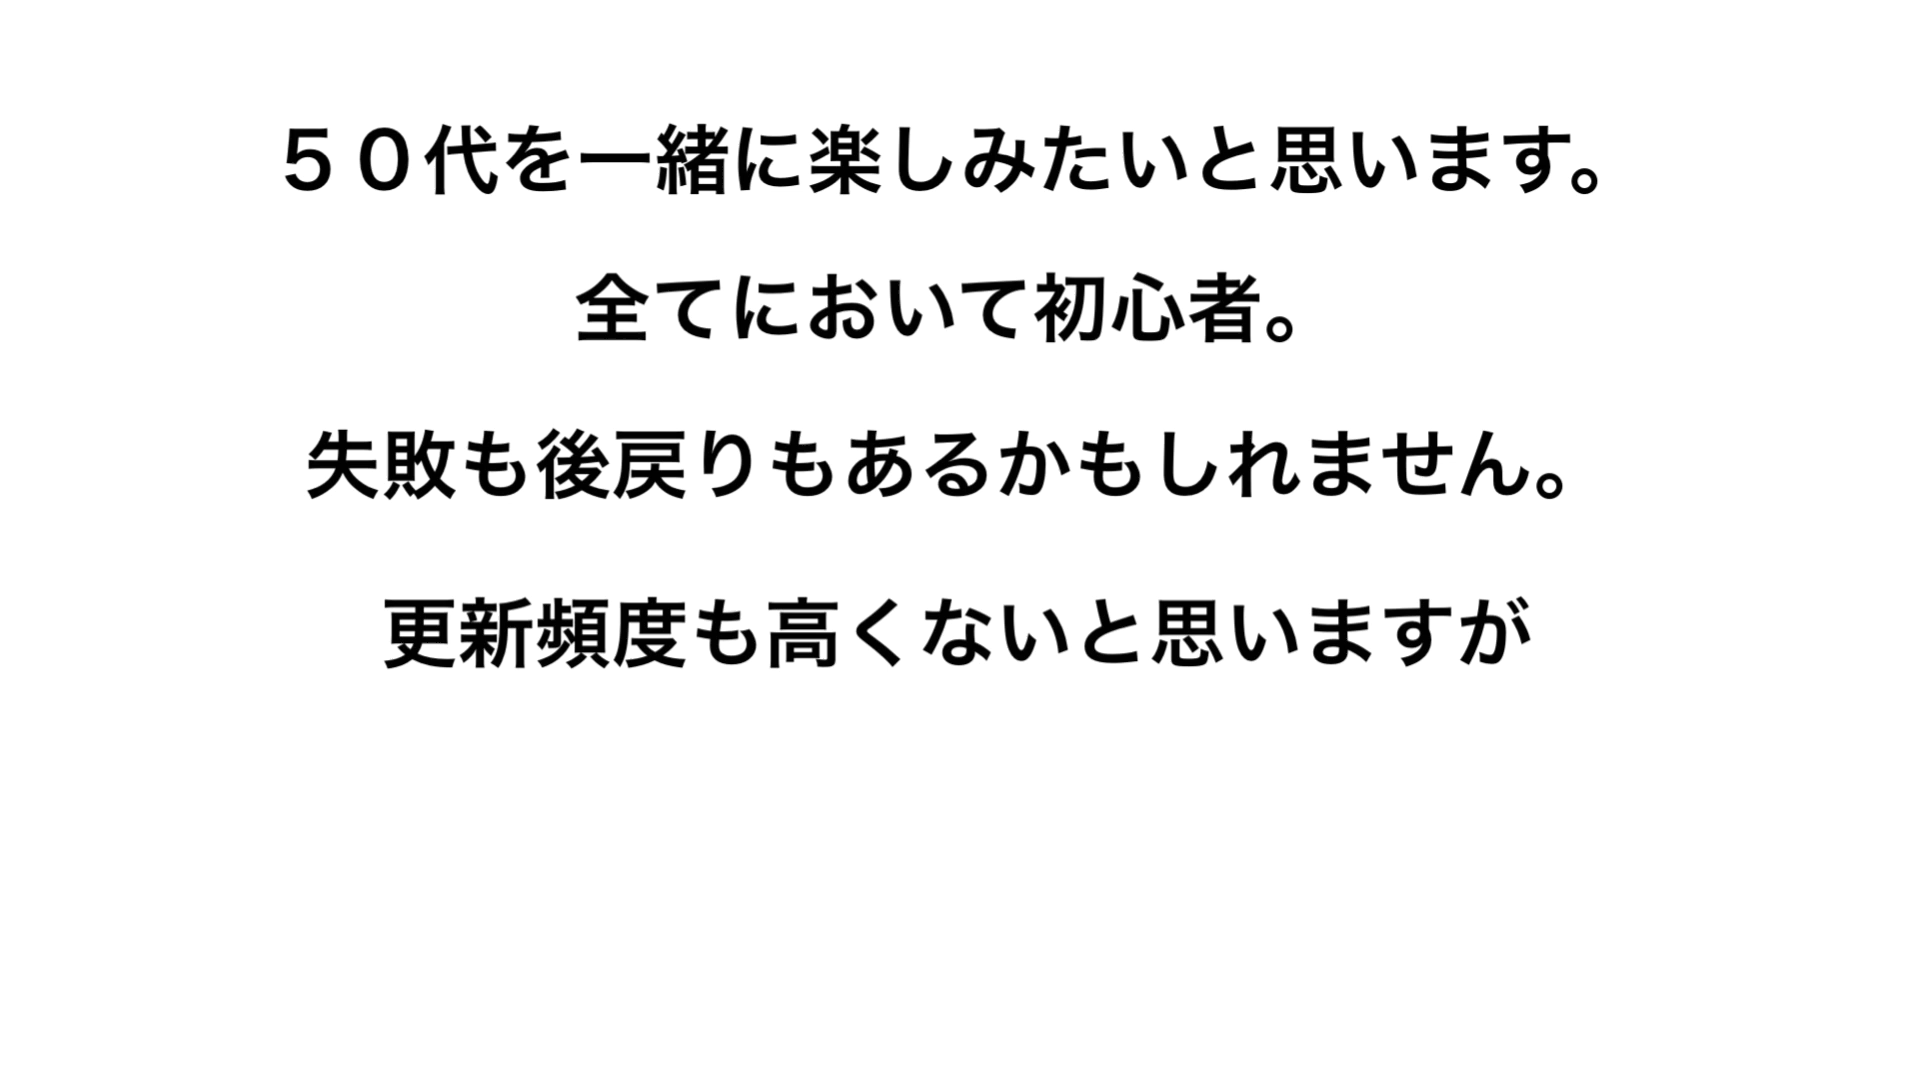 ５０代を一緒に楽しみたいと思います。
全てにおいて初心者。
失敗も後戻りもあるかもしれません。
更新頻度も高くないと思いますが